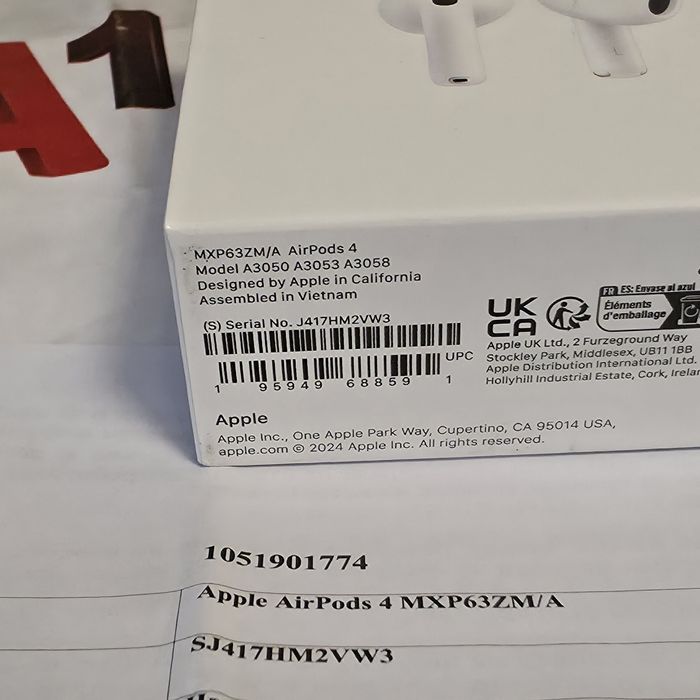 A1
MXP63ZM/A AirPods 4
Model A3050 A3053 A3058
Designed by Apple in California
Assembled in Vietnam
(S) Serial No. J417HM2VW3
UPC
1 95949 68859 1
Apple
Apple Inc., One Apple Park Way, Cupertino, CA 95014 USA,
apple.com © 2024 Apple Inc. All rights reserved.
UK
CA
FR ES: Envase al azul
Éléments
d'emballage
Apple UK Ltd., 2 Furzeground Way
Stockley Park, Middlesex, UB11 1BB
Apple Distribution International Ltd.
Hollyhill Industrial Estate, Cork, Irelan
1051901774
Apple AirPods 4 MXP63ZM/A
SJ417HM2VW3